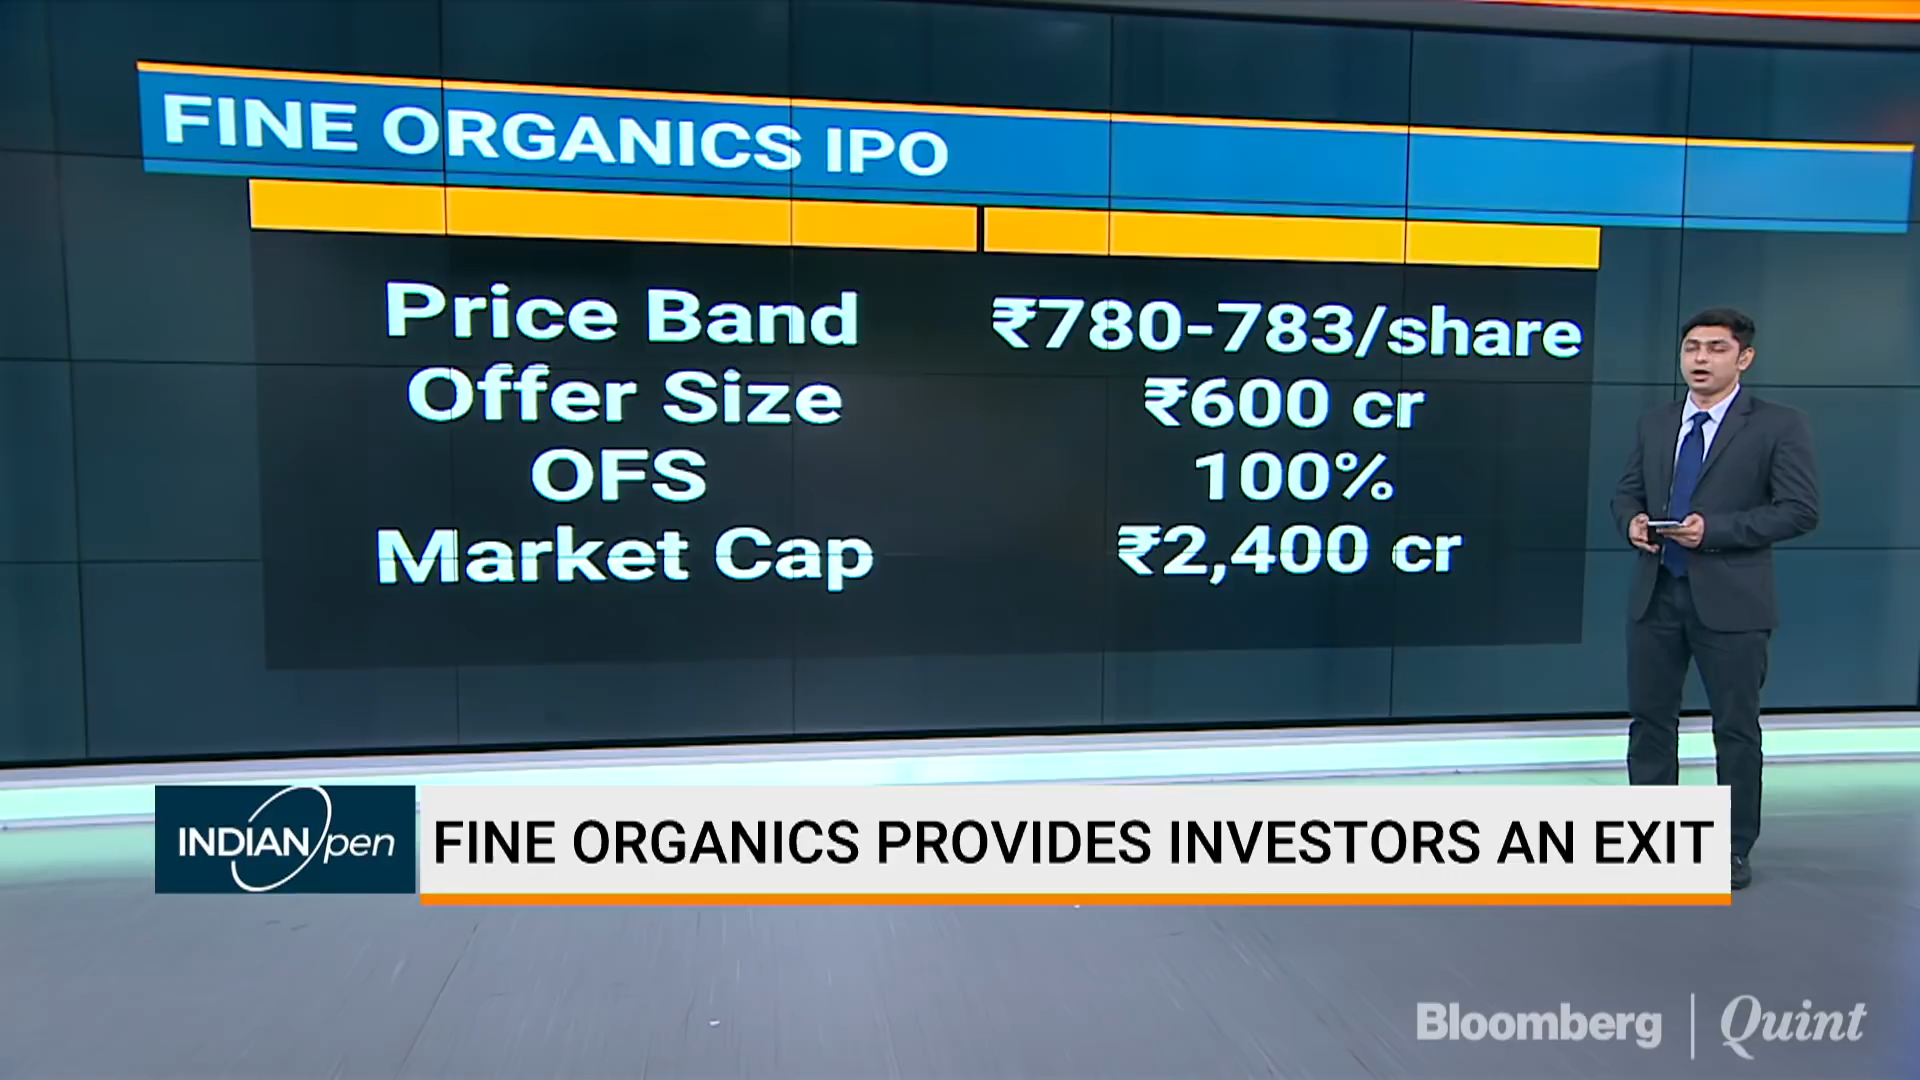 FINE ORGANICS IPO
Price Band ₹780-783/share
Offer Size ₹600 cr
OFS 100%
Market Cap ₹2,400 cr
INDIAN Open
FINE ORGANICS PROVIDES INVESTORS AN EXIT
Bloomberg | Quint